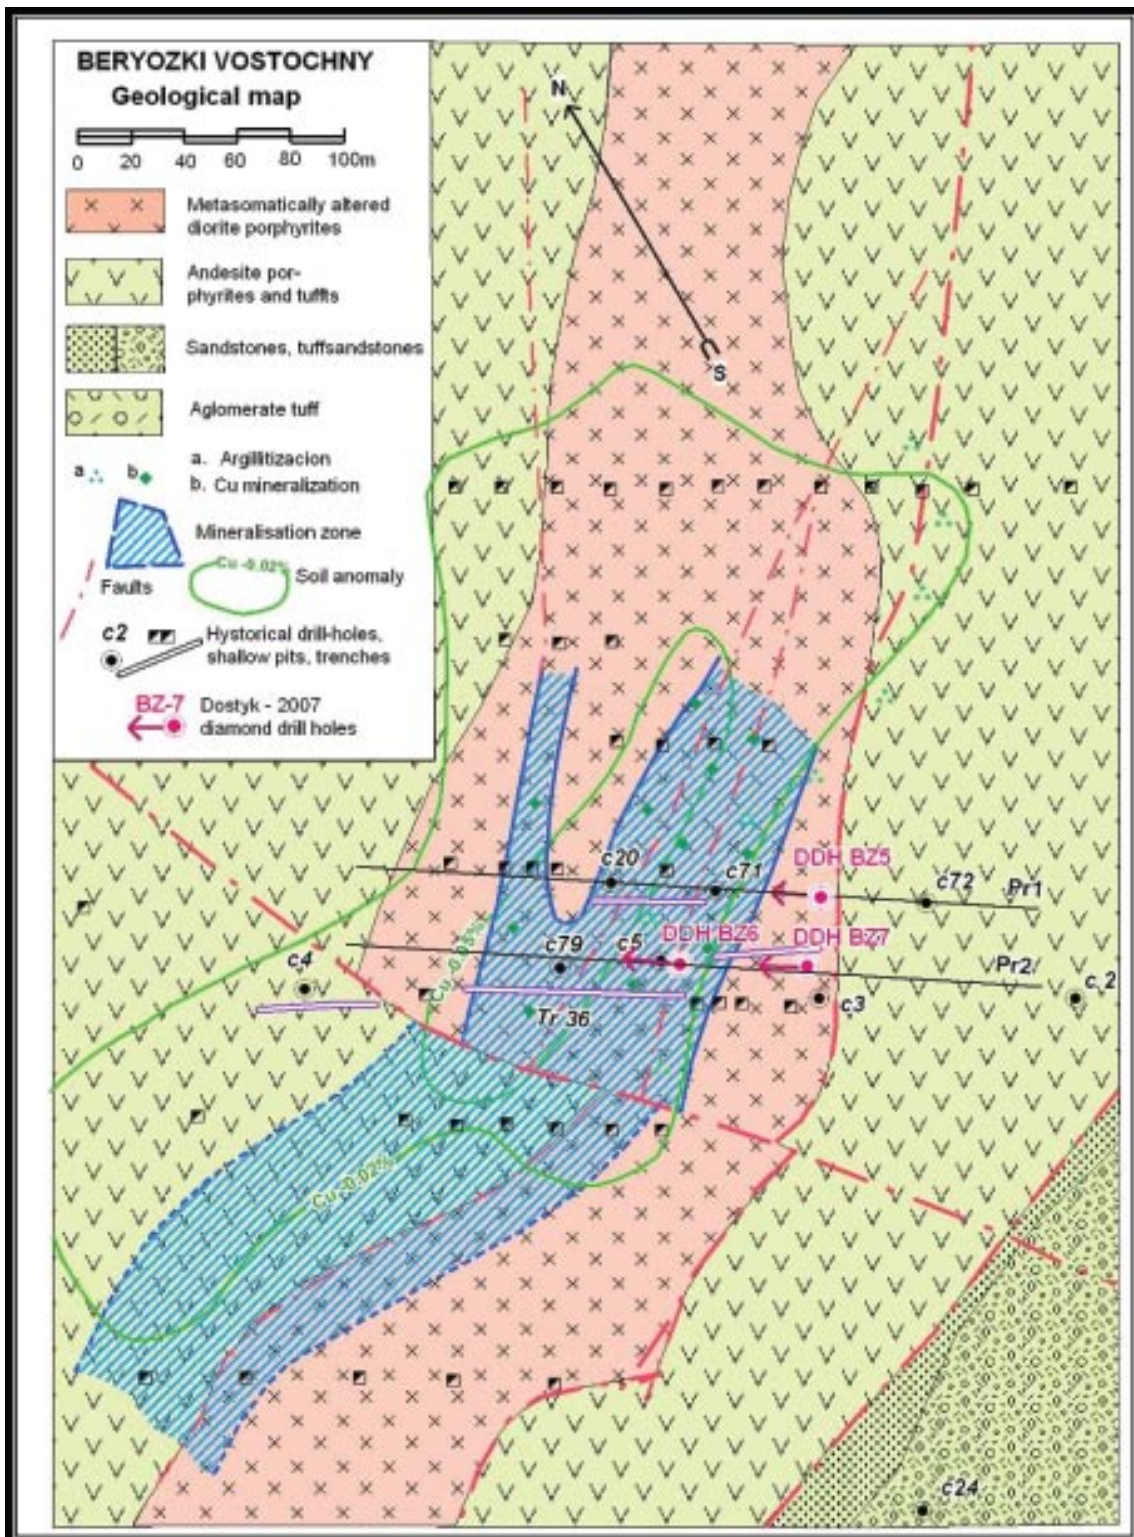 BERYOZKI VOSTOCHNY
Geological map
0 20 40 60 80 100m
Metasomatically altered
diorite porphyrites
Andesite por-
phyrites and tuffts
Sandstones, tuffsandstones
Aglomerate tuff
a b
a. Argillitizacion
b. Cu mineralization
Mineralisation zone
Faults
Cu -0.02%
Soil anomaly
c2
Hystorical drill-holes,
shallow pits, trenches
BZ-7
Dostyk - 2007
diamond drill holes
N
S
c20
c71
DDH BZ5
c72
Pr1
Cu -0.05%
c79
c5
DDH BZ6
DDH BZ7
Pr2
c4
c3
c 2
Tr 36
Cu -0.02%
c24